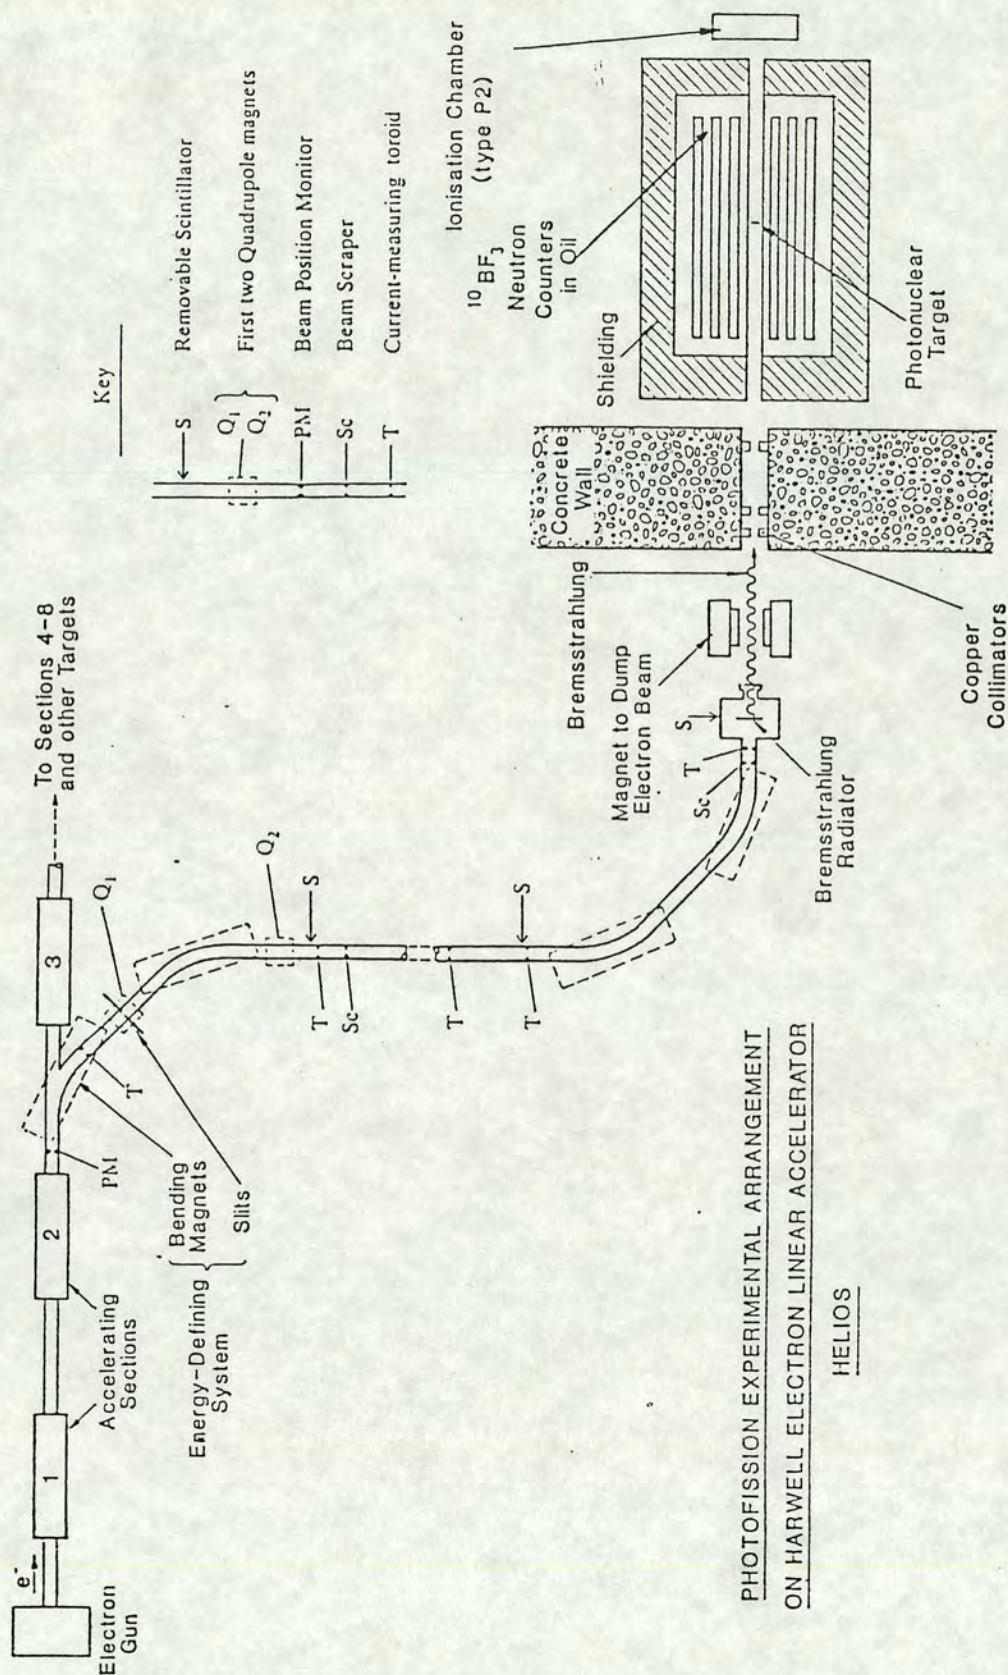 Electron
Gun
e⁻
1
Accelerating
Sections
2
PM
3
To Sections 4-8
and other Targets
Energy-Defining
System
Bending
Magnets
Slits
T
Q₁
Q₂
S
T
Sc
T
S
T
Key
S
Removable Scintillator
Q₁
Q₂
First two Quadrupole magnets
PM
Beam Position Monitor
Sc
Beam Scraper
T
Current-measuring toroid
Sc
T
S
Bremsstrahlung
Radiator
Magnet to Dump
Electron Beam
Bremsstrahlung
Concrete
Wall
Copper
Collimators
Shielding
¹⁰BF₃
Neutron
Counters
in Oil
Ionisation Chamber
(type P2)
Photonuclear
Target
PHOTOFISSION EXPERIMENTAL ARRANGEMENT
ON HARWELL ELECTRON LINEAR ACCELERATOR
HELIOS